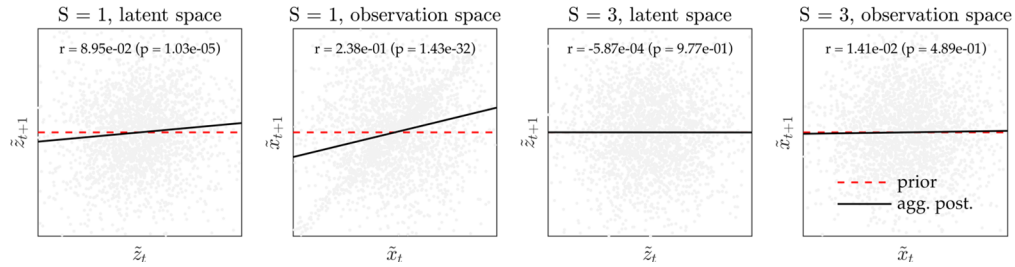 S = 1, latent space
r = 8.95e-02 (p = 1.03e-05)
z̃t+1
z̃t
S = 1, observation space
r = 2.38e-01 (p = 1.43e-32)
x̃t+1
x̃t
S = 3, latent space
r = -5.87e-04 (p = 9.77e-01)
z̃t+1
z̃t
S = 3, observation space
r = 1.41e-02 (p = 4.89e-01)
x̃t+1
prior
agg. post.
x̃t